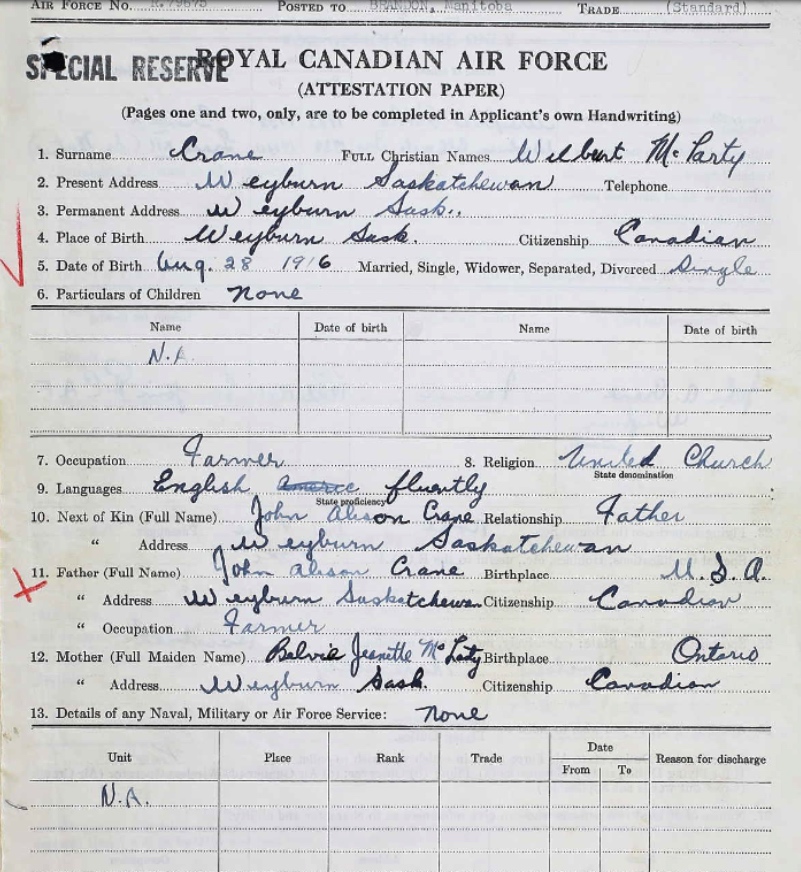 AIR FORCE NO. R.79673 POSTED TO BRANDON, Manitoba TRADE (Standard)
SPECIAL RESERVE
ROYAL CANADIAN AIR FORCE
(ATTESTATION PAPER)
(Pages one and two, only, are to be completed in Applicant's own Handwriting)
1. Surname Crane FULL Christian Names Wilburt McCarty
2. Present Address Weyburn Saskatchewan Telephone
3. Permanent Address Weyburn Sask.
4. Place of Birth Weyburn Sask. Citizenship Canadian
5. Date of Birth Aug. 28 1916 Married, Single, Widower, Separated, Divorced Single
6. Particulars of Children None
Name Date of birth Name Date of birth
N.A.
7. Occupation Farmer 8. Religion United Church
State denomination
9. Languages English fluently
State proficiency
10. Next of Kin (Full Name) John Alison Crane Relationship Father
" Address Weyburn Saskatchewan
11. Father (Full Name) John Alison Crane Birthplace U.S.A.
" Address Weyburn Saskatchewan Citizenship Canadian
" Occupation Farmer
12. Mother (Full Maiden Name) Jeanette Birthplace Ontario
" Address Weyburn Sask. Citizenship Canadian
13. Details of any Naval, Military or Air Force Service: None
Unit Place Rank Trade Date Reason for discharge
From To
N.A.